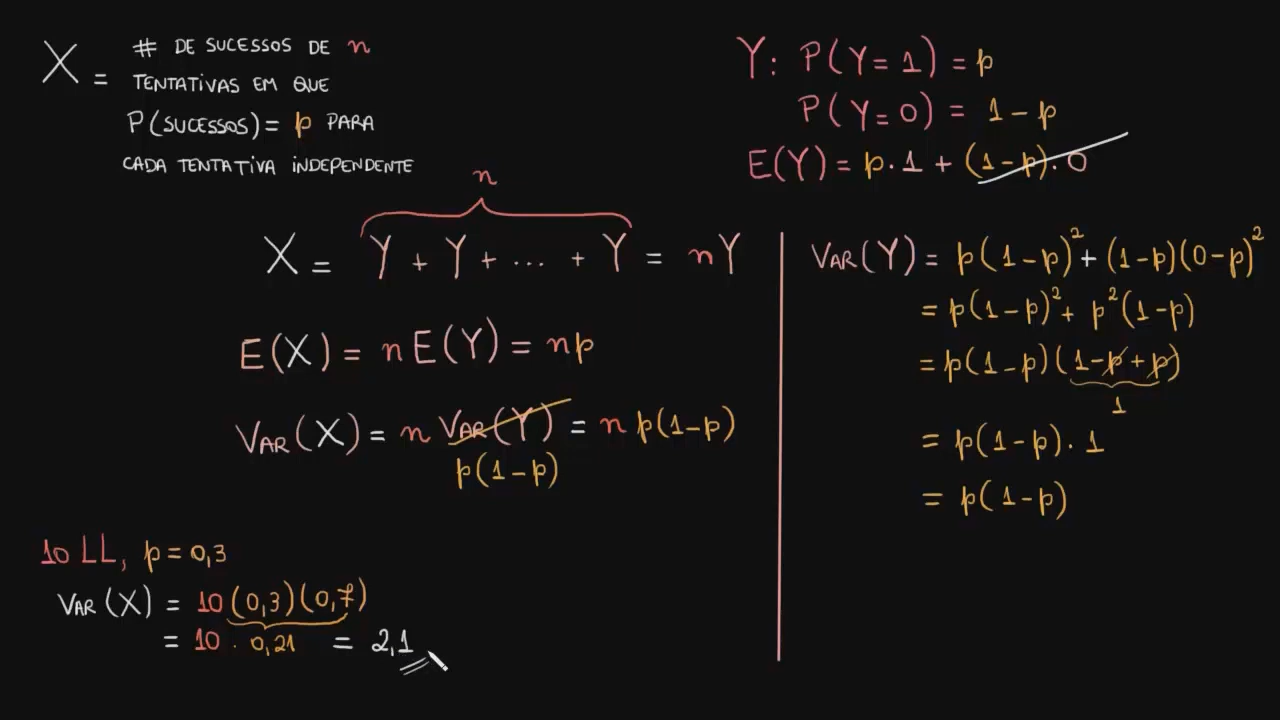 X = # DE SUCESSOS DE n
TENTATIVAS EM QUE
P(SUCESSOS) = p PARA
CADA TENTATIVA INDEPENDENTE
n
X = Y + Y + ... + Y = nY
E(X) = nE(Y) = np
VAR(X) = n VAR(Y) = n p(1-p)
p(1-p)
10 LL, p = 0,3
VAR(X) = 10(0,3)(0,7)
= 10 . 0,21 = 2,1
Y: P(Y=1) = p
P(Y=0) = 1-p
E(Y) = p.1 + (1-p).0
VAR(Y) = p(1-p)² + (1-p)(0-p)²
= p(1-p)² + p²(1-p)
= p(1-p)(1-p+p)
1
= p(1-p).1
= p(1-p)